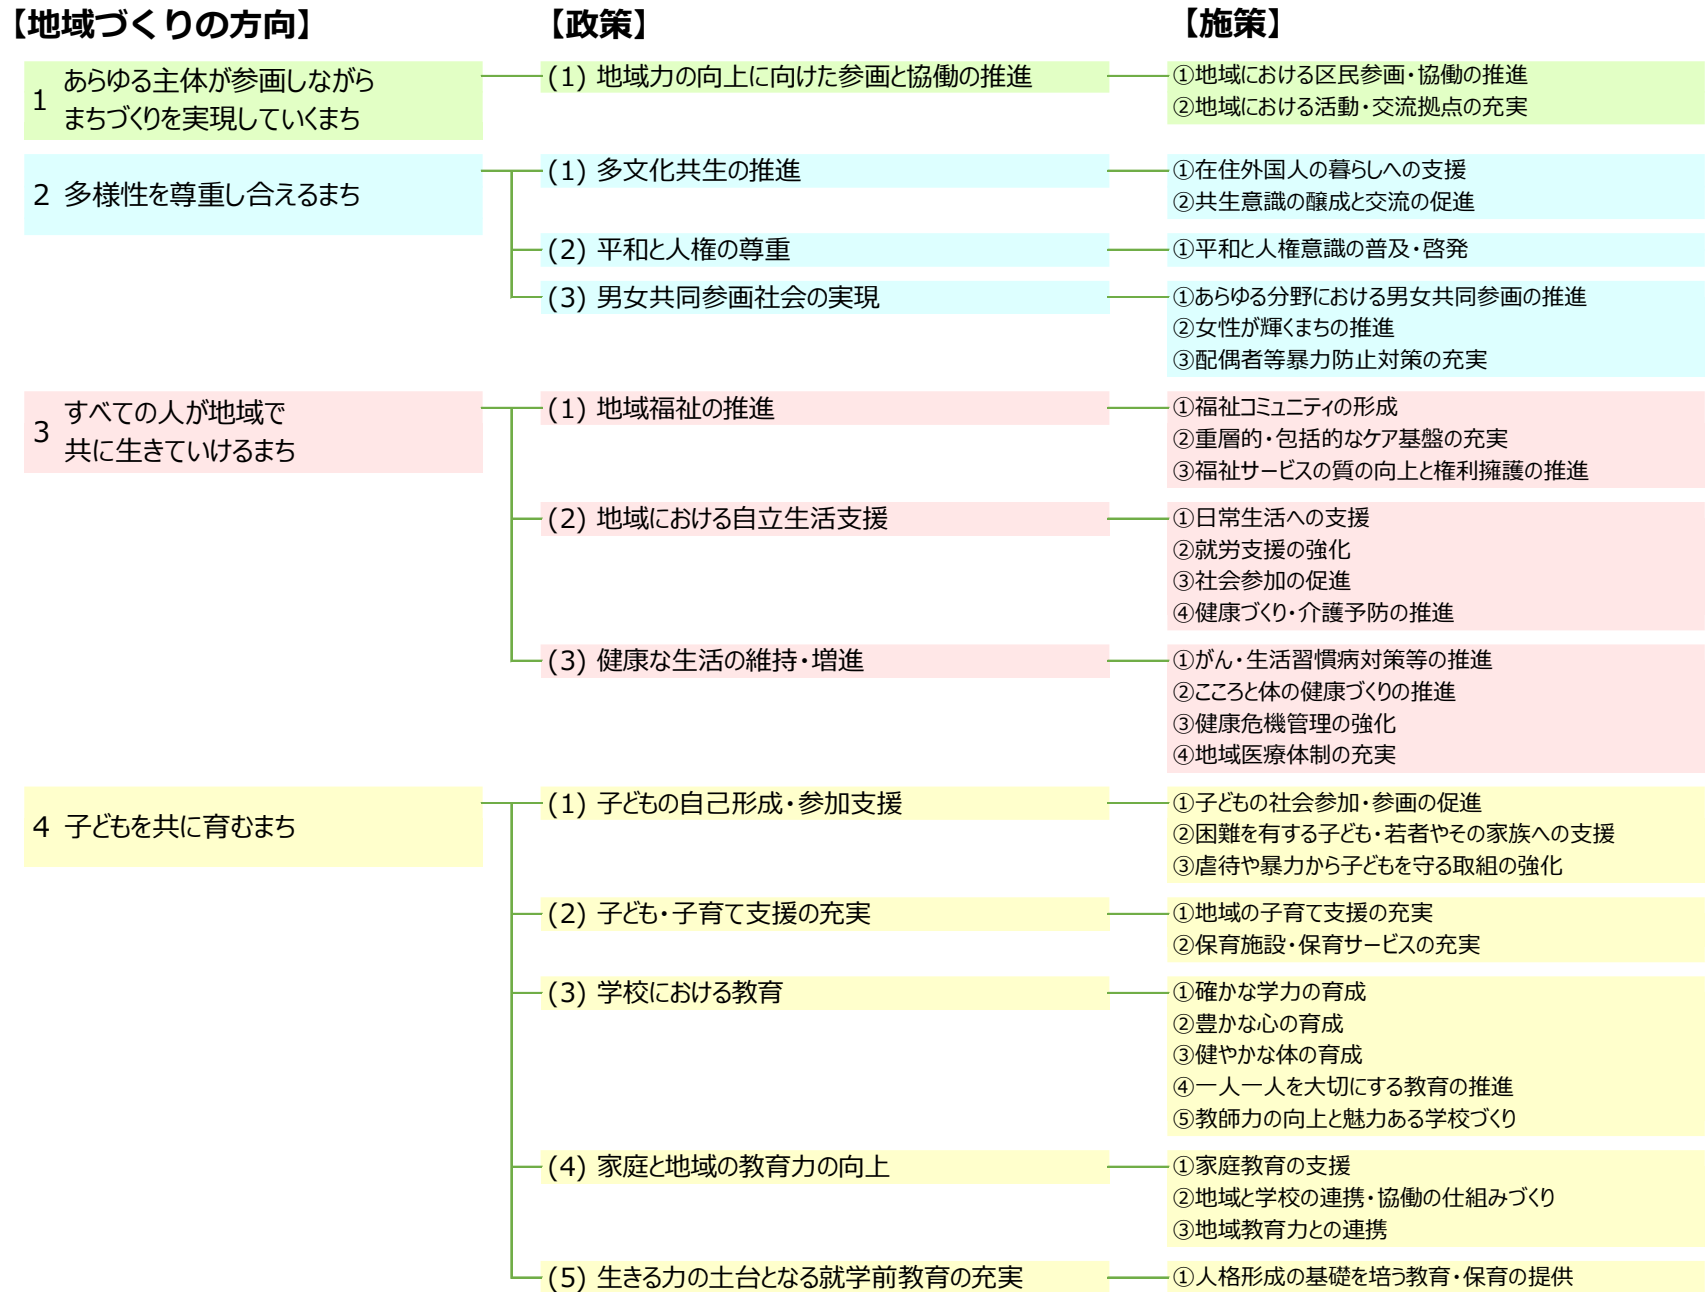 【地域づくりの方向】 【政策】 【施策】
1 あらゆる主体が参画しながら
まちづくりを実現していくまち
(1) 地域力の向上に向けた参画と協働の推進
①地域における区民参画・協働の推進
②地域における活動・交流拠点の充実
2 多様性を尊重し合えるまち
(1) 多文化共生の推進
①在住外国人の暮らしへの支援
②共生意識の醸成と交流の促進
(2) 平和と人権の尊重
①平和と人権意識の普及・啓発
(3) 男女共同参画社会の実現
①あらゆる分野における男女共同参画の推進
②女性が輝くまちの推進
③配偶者等暴力防止対策の充実
3 すべての人が地域で
共に生きていけるまち
(1) 地域福祉の推進
①福祉コミュニティの形成
②重層的・包括的なケア基盤の充実
③福祉サービスの質の向上と権利擁護の推進
(2) 地域における自立生活支援
①日常生活への支援
②就労支援の強化
③社会参加の促進
④健康づくり・介護予防の推進
(3) 健康な生活の維持・増進
①がん・生活習慣病対策等の推進
②こころと体の健康づくりの推進
③健康危機管理の強化
④地域医療体制の充実
4 子どもを共に育むまち
(1) 子どもの自己形成・参加支援
①子どもの社会参加・参画の促進
②困難を有する子ども・若者やその家族への支援
③虐待や暴力から子どもを守る取組の強化
(2) 子ども・子育て支援の充実
①地域の子育て支援の充実
②保育施設・保育サービスの充実
(3) 学校における教育
①確かな学力の育成
②豊かな心の育成
③健やかな体の育成
④一人一人を大切にする教育の推進
⑤教師力の向上と魅力ある学校づくり
(4) 家庭と地域の教育力の向上
①家庭教育の支援
②地域と学校の連携・協働の仕組みづくり
③地域教育力との連携
(5) 生きる力の土台となる就学前教育の充実
①人格形成の基礎を培う教育・保育の提供